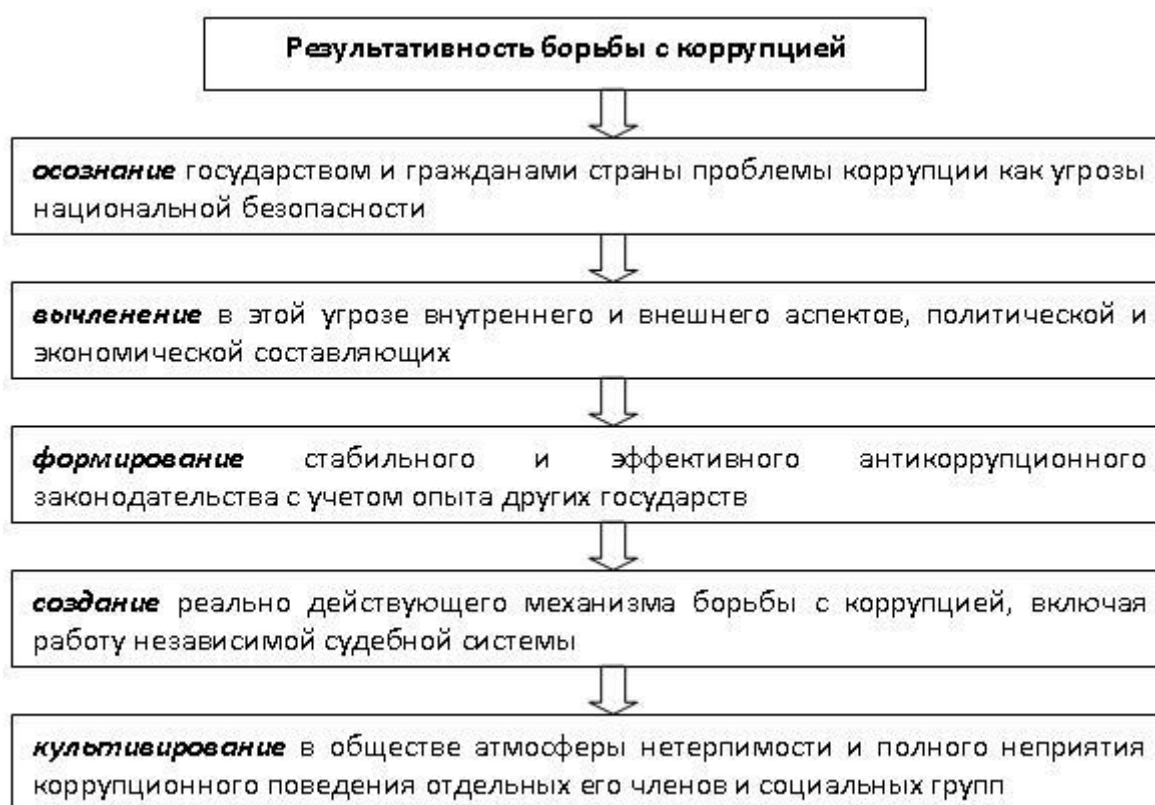 Результативность борьбы с коррупцией
осознание государством и гражданами страны проблемы коррупции как угрозы
национальной безопасности
вычленение в этой угрозе внутреннего и внешнего аспектов, политической и
экономической составляющих
формирование стабильного и эффективного антикоррупционного
законодательства с учетом опыта других государств
создание реально действующего механизма борьбы с коррупцией, включая
работу независимой судебной системы
культивирование в обществе атмосферы нетерпимости и полного неприятия
коррупционного поведения отдельных его членов и социальных групп